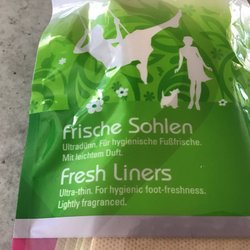 Frische Sohlen
Ultradünn. Für hygienische Fußfrische.
Mit leichtem Duft.
Fresh Liners
Ultra-thin. For hygienic foot-freshness.
Lightly fragranced.